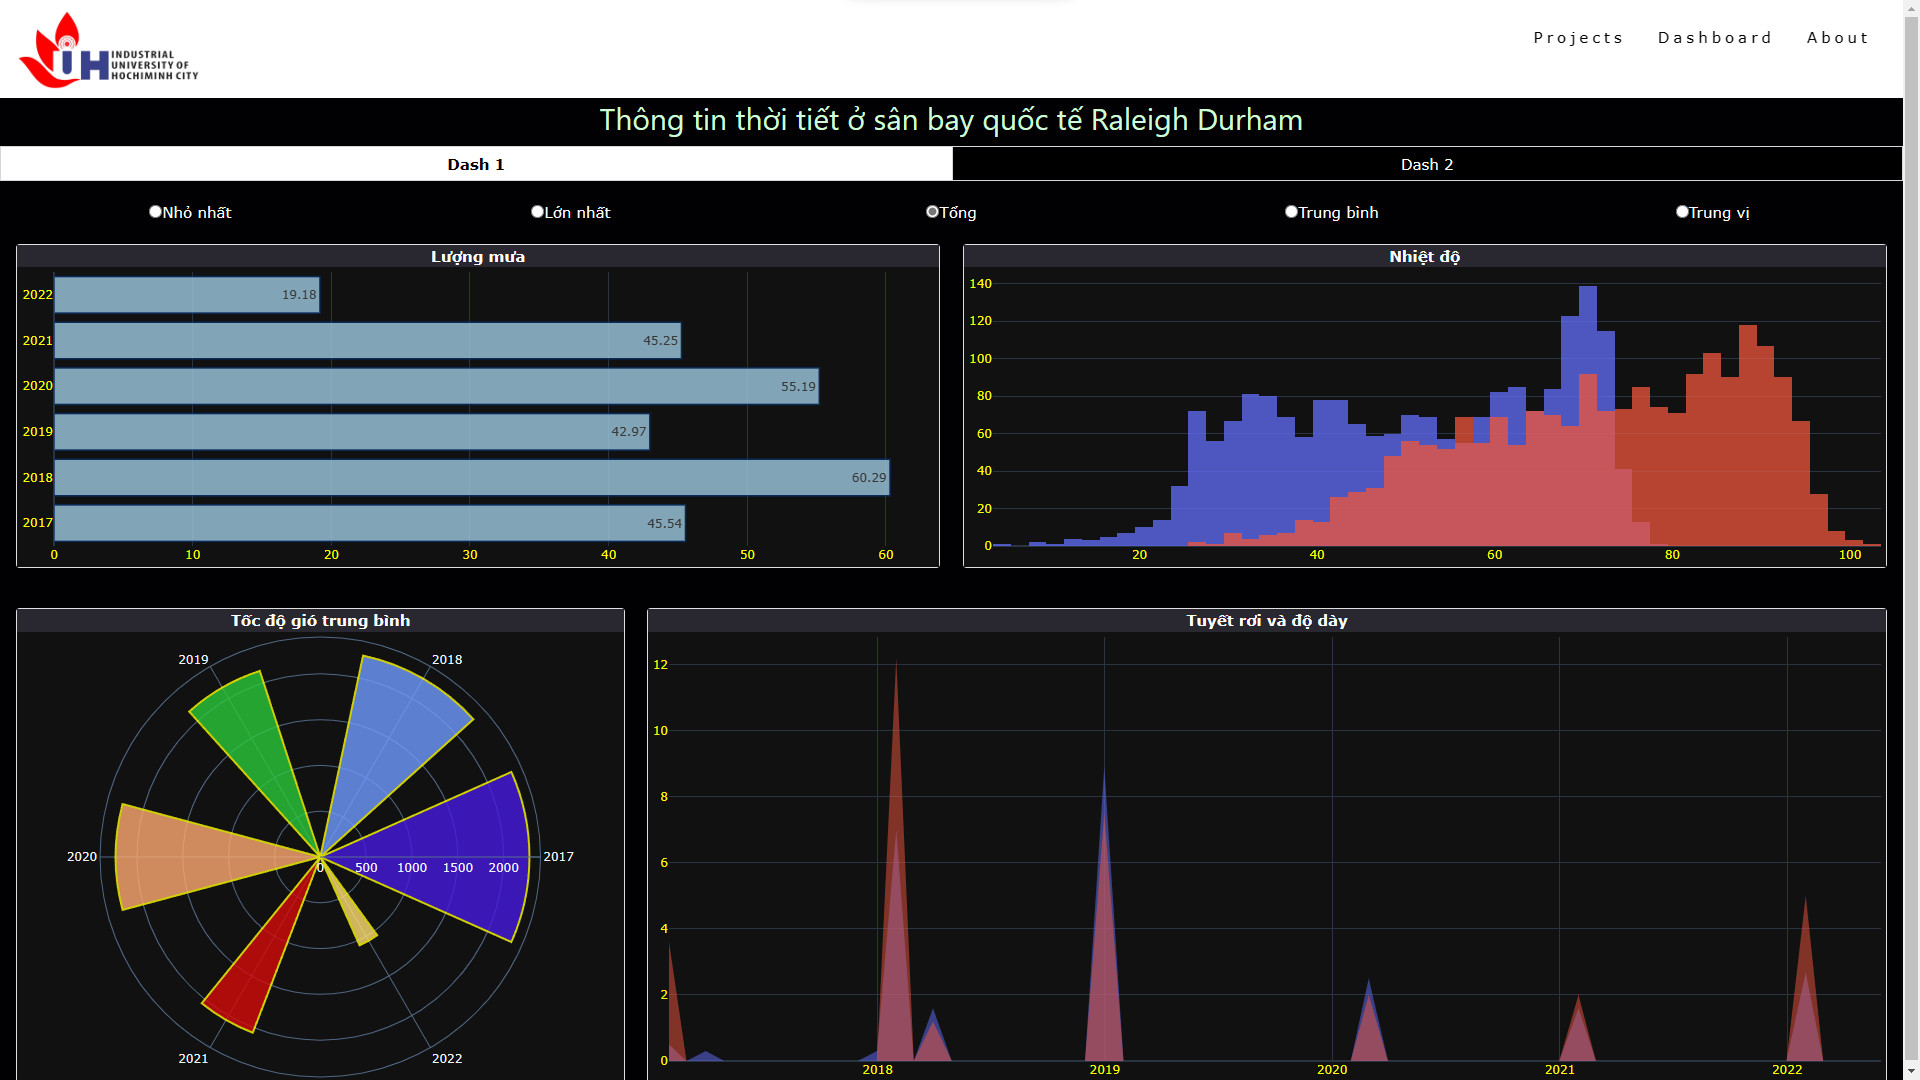 INDUSTRIAL
UNIVERSITY OF
HOCHIMINH CITY
IUH
Projects Dashboard About
Thông tin thời tiết ở sân bay quốc tế Raleigh Durham
Dash 1 Dash 2
Nhỏ nhất Lớn nhất Tổng Trung bình Trung vị
Lượng mưa
2022 19.18
2021 45.25
2020 55.19
2019 42.97
2018 60.29
2017 45.54
0 10 20 30 40 50 60
Nhiệt độ
140
120
100
80
60
40
20
0
20 40 60 80 100
Tốc độ gió trung bình
2019 2018
2020 2017
0 500 1000 1500 2000
2021 2022
Tuyết rơi và độ dày
12
10
8
6
4
2
0
2018 2019 2020 2021 2022